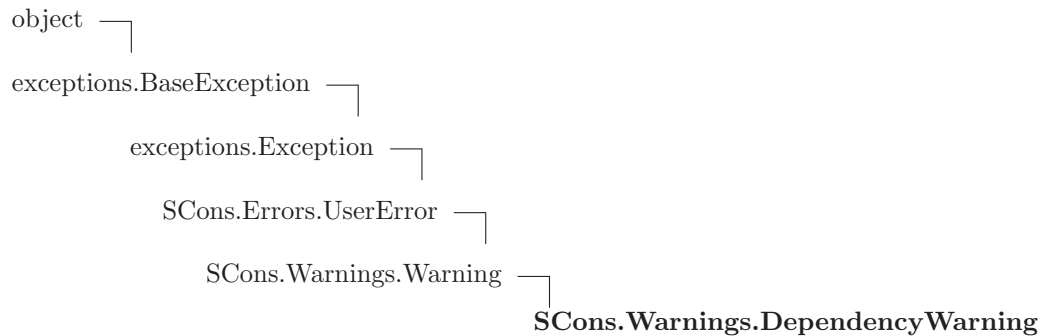 object
exceptions.BaseException
exceptions.Exception
SCons.Errors.UserError
SCons.Warnings.Warning
SCons.Warnings.DependencyWarning